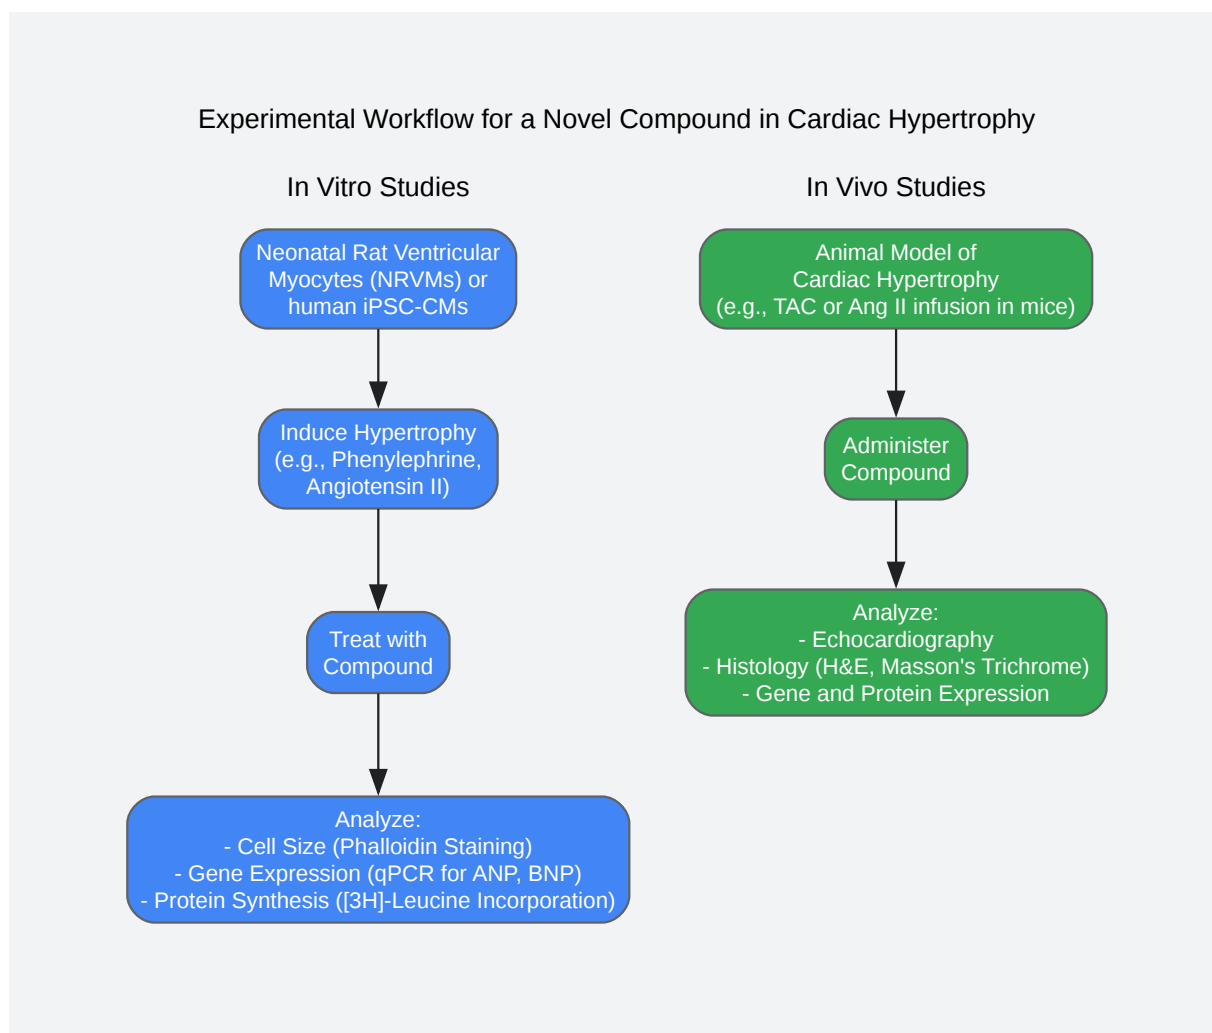 Experimental Workflow for a Novel Compound in Cardiac Hypertrophy
In Vitro Studies
Neonatal Rat Ventricular
Myocytes (NRVMs) or
human iPSC-CMs
Induce Hypertrophy
(e.g., Phenylephrine,
Angiotensin II)
Treat with
Compound
Analyze:
- Cell Size (Phalloidin Staining)
- Gene Expression (qPCR for ANP, BNP)
- Protein Synthesis ([3H]-Leucine Incorporation)
In Vivo Studies
Animal Model of
Cardiac Hypertrophy
(e.g., TAC or Ang II infusion in mice)
Administer
Compound
Analyze:
- Echocardiography
- Histology (H&E, Masson's Trichrome)
- Gene and Protein Expression